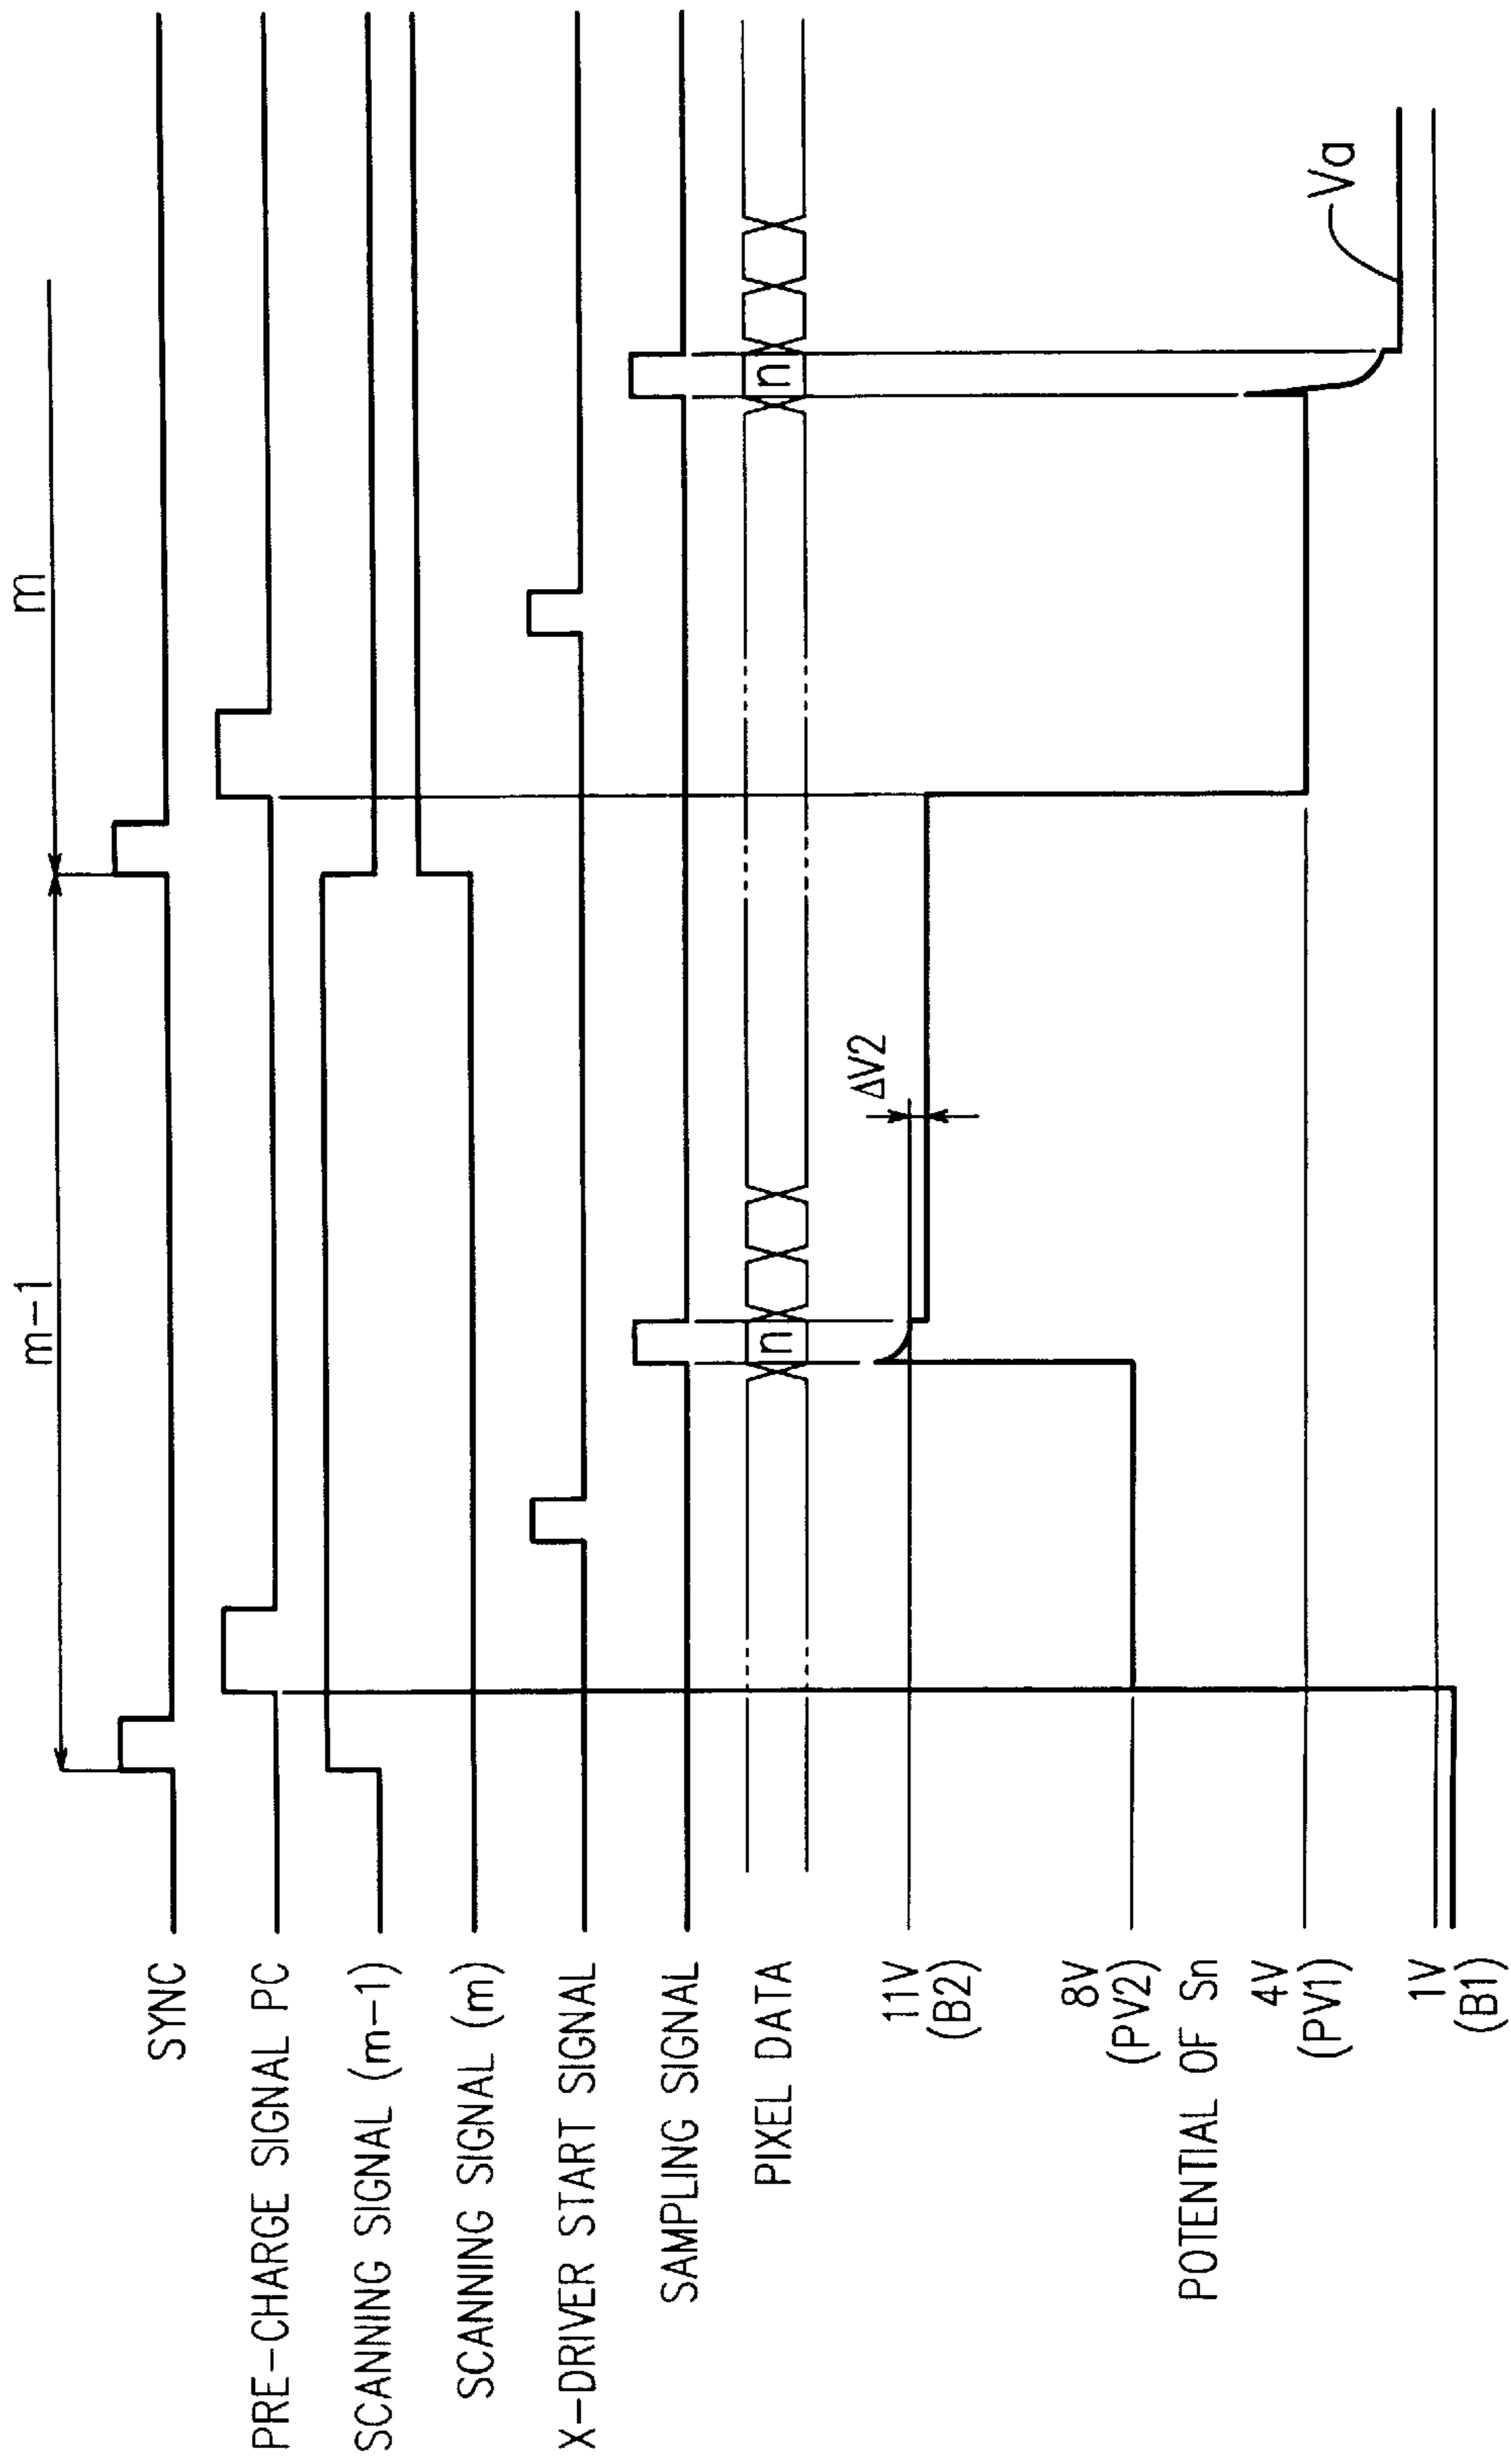 m-1
m
SYNC
PRE-CHARGE SIGNAL PC
SCANNING SIGNAL (m-1)
SCANNING SIGNAL (m)
X-DRIVER START SIGNAL
SAMPLING SIGNAL
PIXEL DATA
n
n
ΔV2
11V
(B2)
8V
(PV2)
POTENTIAL OF Sn
4V
(PV1)
1V
(B1)
Va